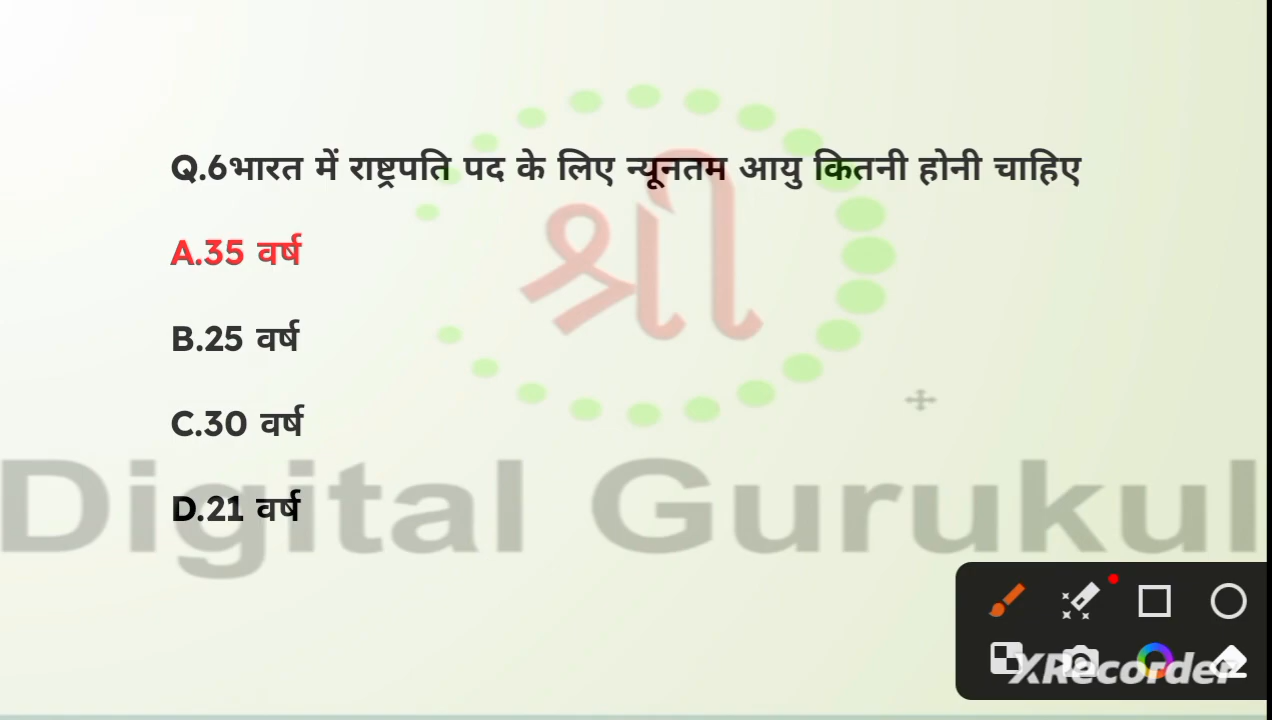 Q.6भारत में राष्ट्रपति पद के लिए न्यूनतम आयु कितनी होनी चाहिए
श्री
A.35 वर्ष
B.25 वर्ष
C.30 वर्ष
D.21 वर्ष
Digital Gurukul
XRecorder